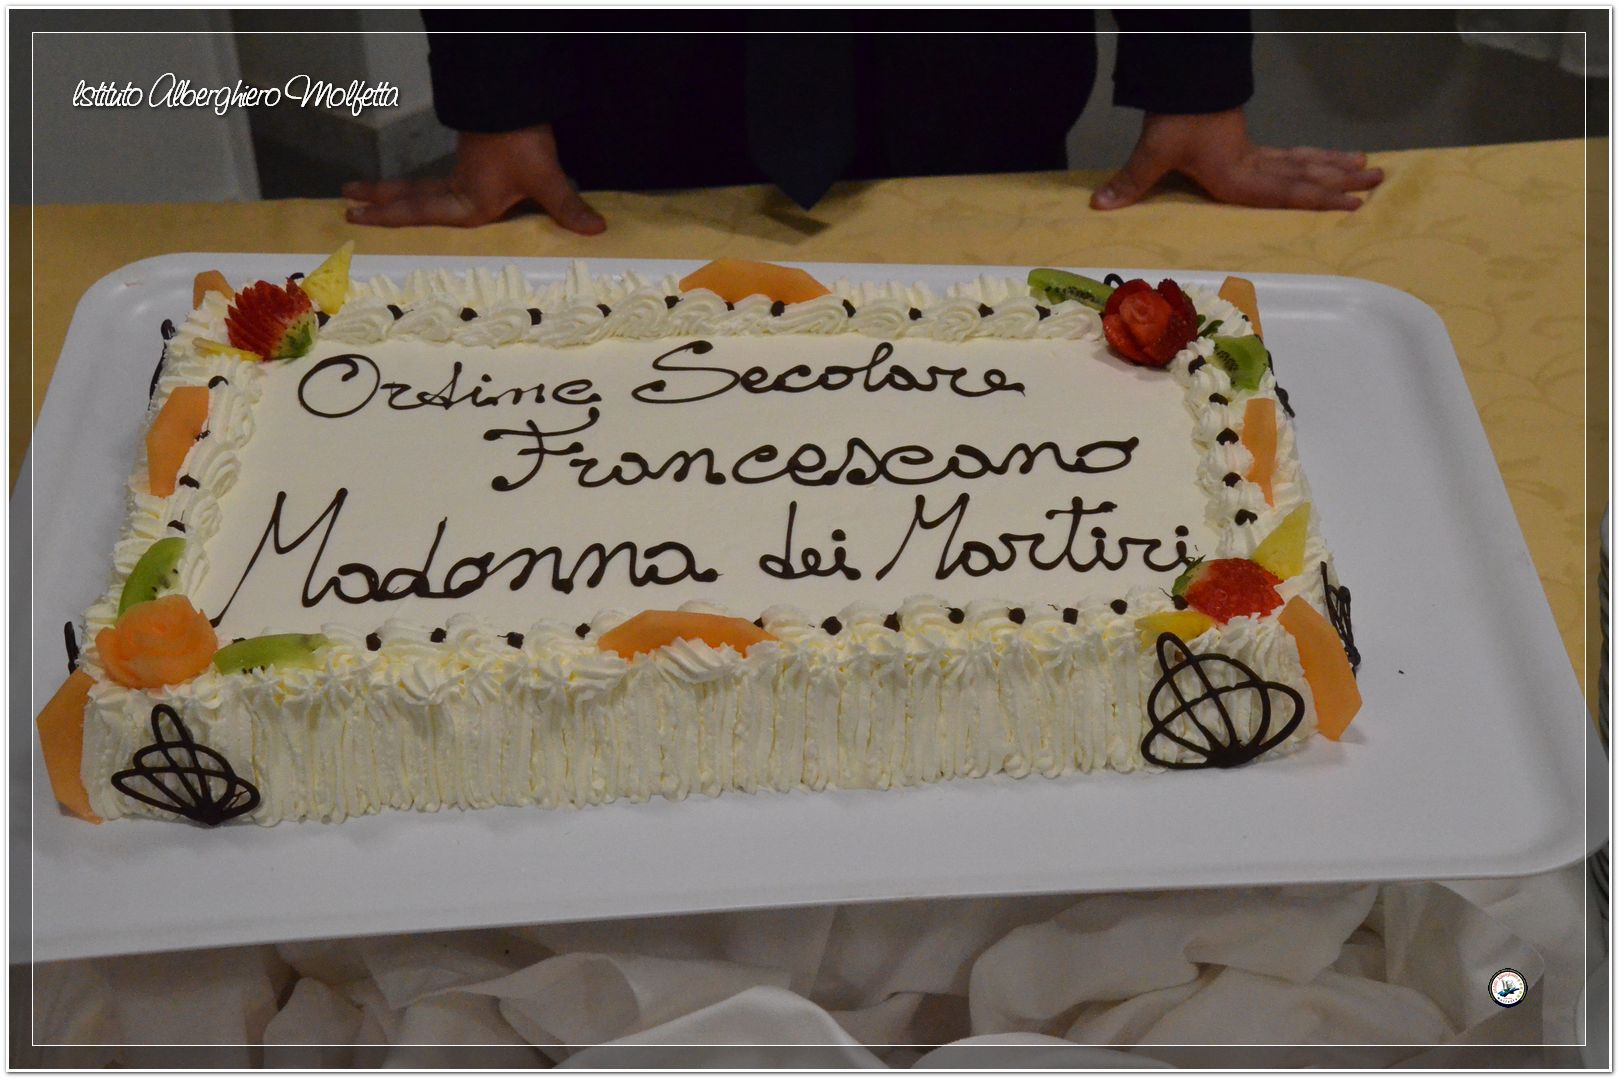 Istituto Alberghiero Molfetta
Ordine Secolare
Francescano
Madonna dei Martiri